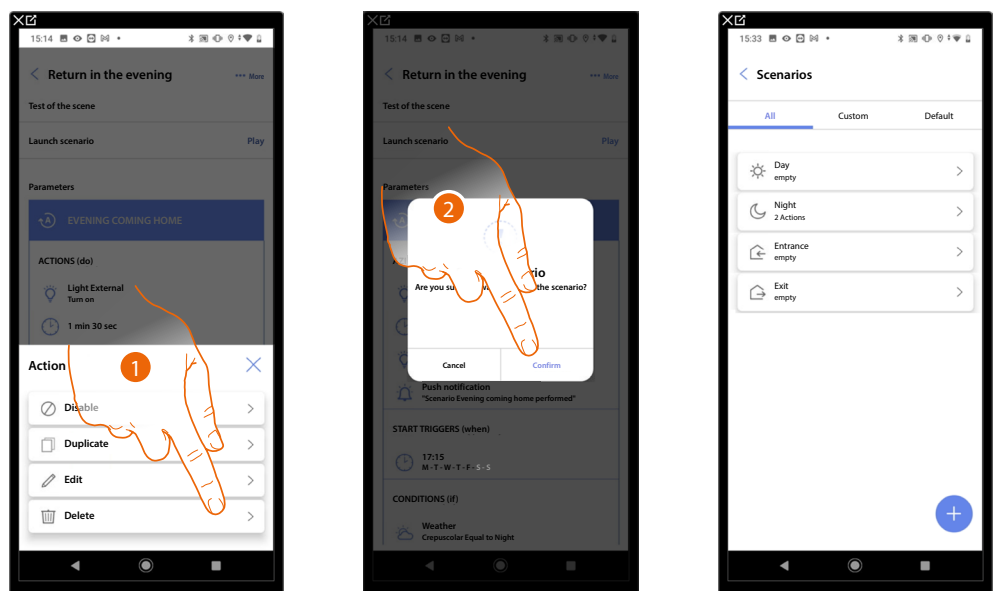 15:14
Return in the evening
More
Test of the scene
Launch scenario
Play
Parameters
EVENING COMING HOME
ACTIONS (do)
Light External
Turn on
1 min 30 sec
Action
1
Disable
Duplicate
Edit
Delete
15:14
Return in the evening
More
Test of the scene
Launch scenario
Play
Parameters
2
Are you the scenario?
Cancel
Confirm
Push notification
"Scenario Evening coming home performed"
START TRIGGERS (when)
17:15
M - T - W - T - F - S - S
CONDITIONS (if)
Weather
Crepuscolar Equal to Night
15:33
Scenarios
All
Custom
Default
Day
empty
Night
2 Actions
Entrance
empty
Exit
empty